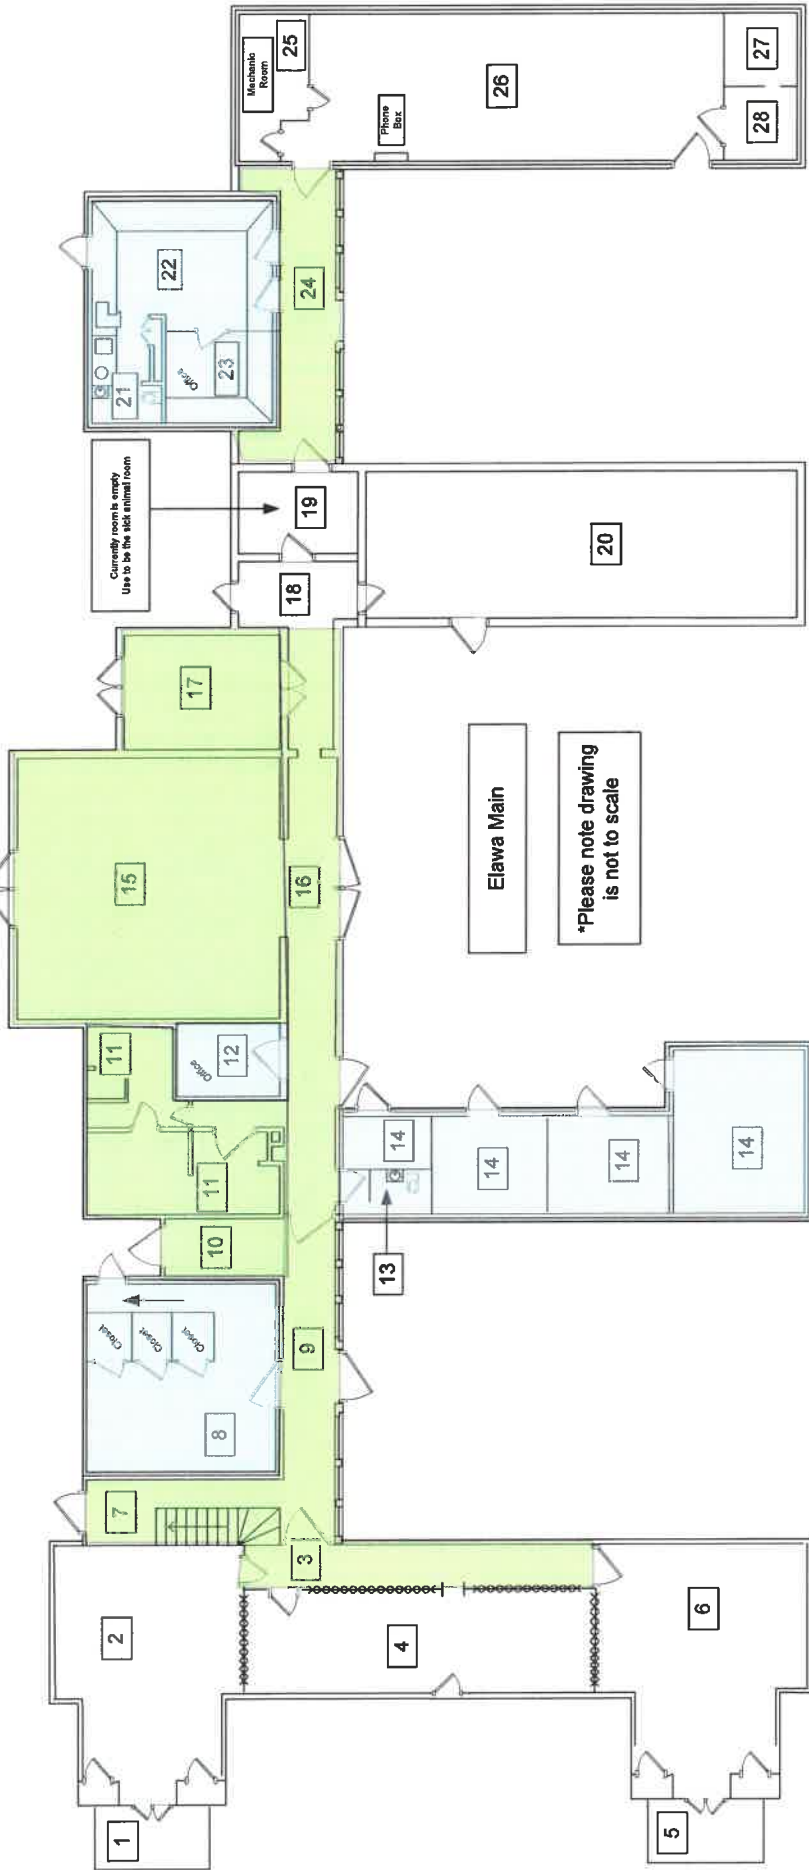 1
2
3
4
5
6
7
8
Closet
Closet
Closet
9
10
11
11
12
Office
13
14
14
14
14
15
16
17
18
19
Currently room is empty
Use to be the sick animal room
20
21
22
23
Office
24
25
Mechanic
Room
26
Phone
Box
27
28
Elawa Main
*Please note drawing
is not to scale